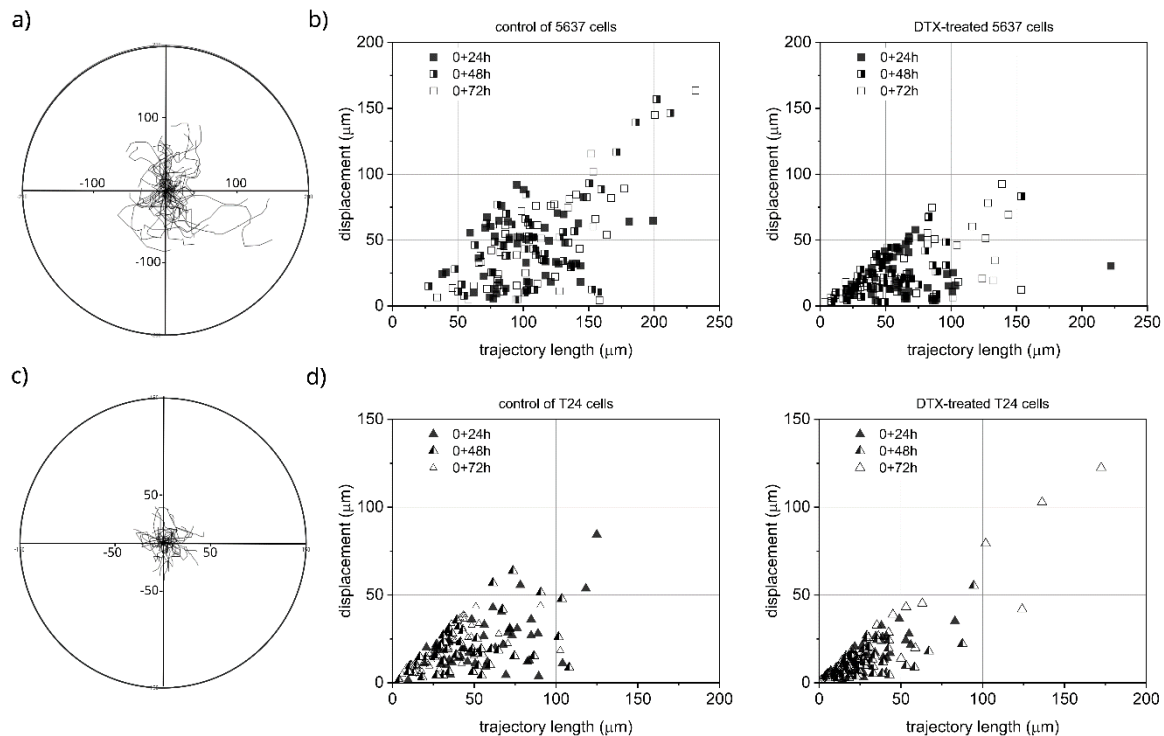 a)
100
-100
100
-100
b)
control of 5637 cells
200
150
100
50
0
displacement (μm)
0+24h
0+48h
0+72h
0 50 100 150 200 250
trajectory length (μm)
DTX-treated 5637 cells
200
150
100
50
0
displacement (μm)
0+24h
0+48h
0+72h
0 50 100 150 200 250
trajectory length (μm)
c)
50
-50
50
-50
d)
control of T24 cells
150
100
50
0
displacement (μm)
0+24h
0+48h
0+72h
0 50 100 150 200
trajectory length (μm)
DTX-treated T24 cells
150
100
50
0
displacement (μm)
0+24h
0+48h
0+72h
0 50 100 150 200
trajectory length (μm)